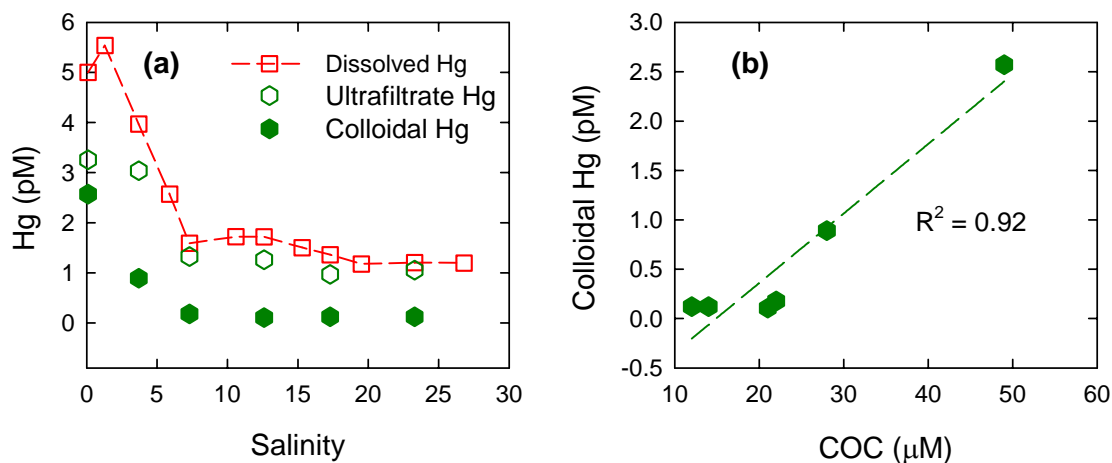 (a)
Dissolved Hg
Ultrafiltrate Hg
Colloidal Hg
Hg (pM)
6
5
4
3
2
1
0
0 5 10 15 20 25 30
Salinity
(b)
R² = 0.92
Colloidal Hg (pM)
3.0
2.5
2.0
1.5
1.0
0.5
0.0
-0.5
10 20 30 40 50 60
COC (μM)